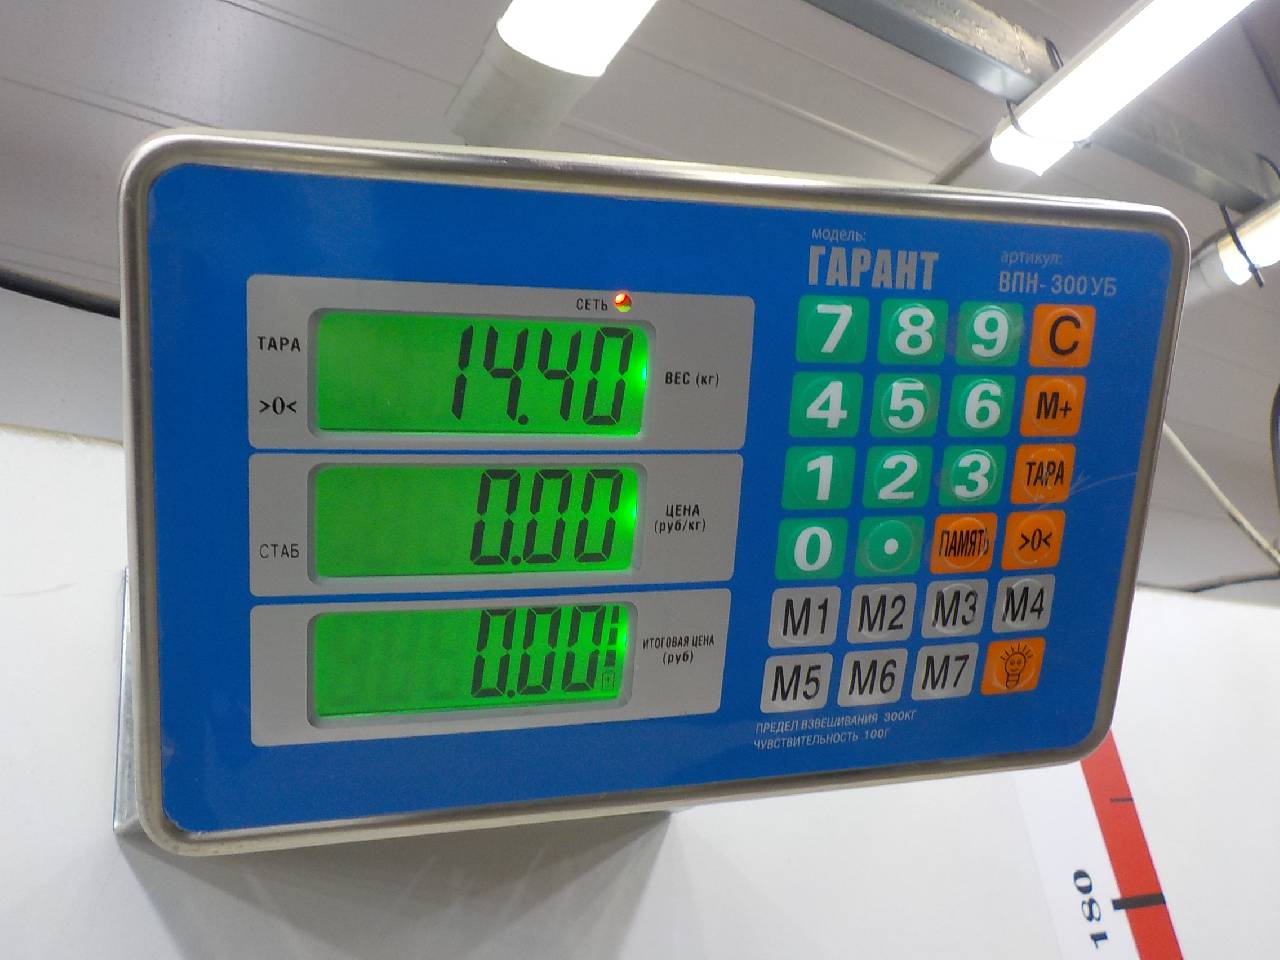 модель:
ГАРАНТ
артикул:
ВПН-300УБ
СЕТЬ
ТАРА
>0<
14.40
ВЕС (кг)
СТАБ
0.00
ЦЕНА
(руб/кг)
0.00
ИТОГОВАЯ ЦЕНА
(руб)
7 8 9 C
4 5 6 M+
1 2 3 ТАРА
0 . ПАМЯТЬ >0<
M1 M2 M3 M4
M5 M6 M7
ПРЕДЕЛ ВЗВЕШИВАНИЯ 300КГ
ЧУВСТВИТЕЛЬНОСТЬ 100Г
180